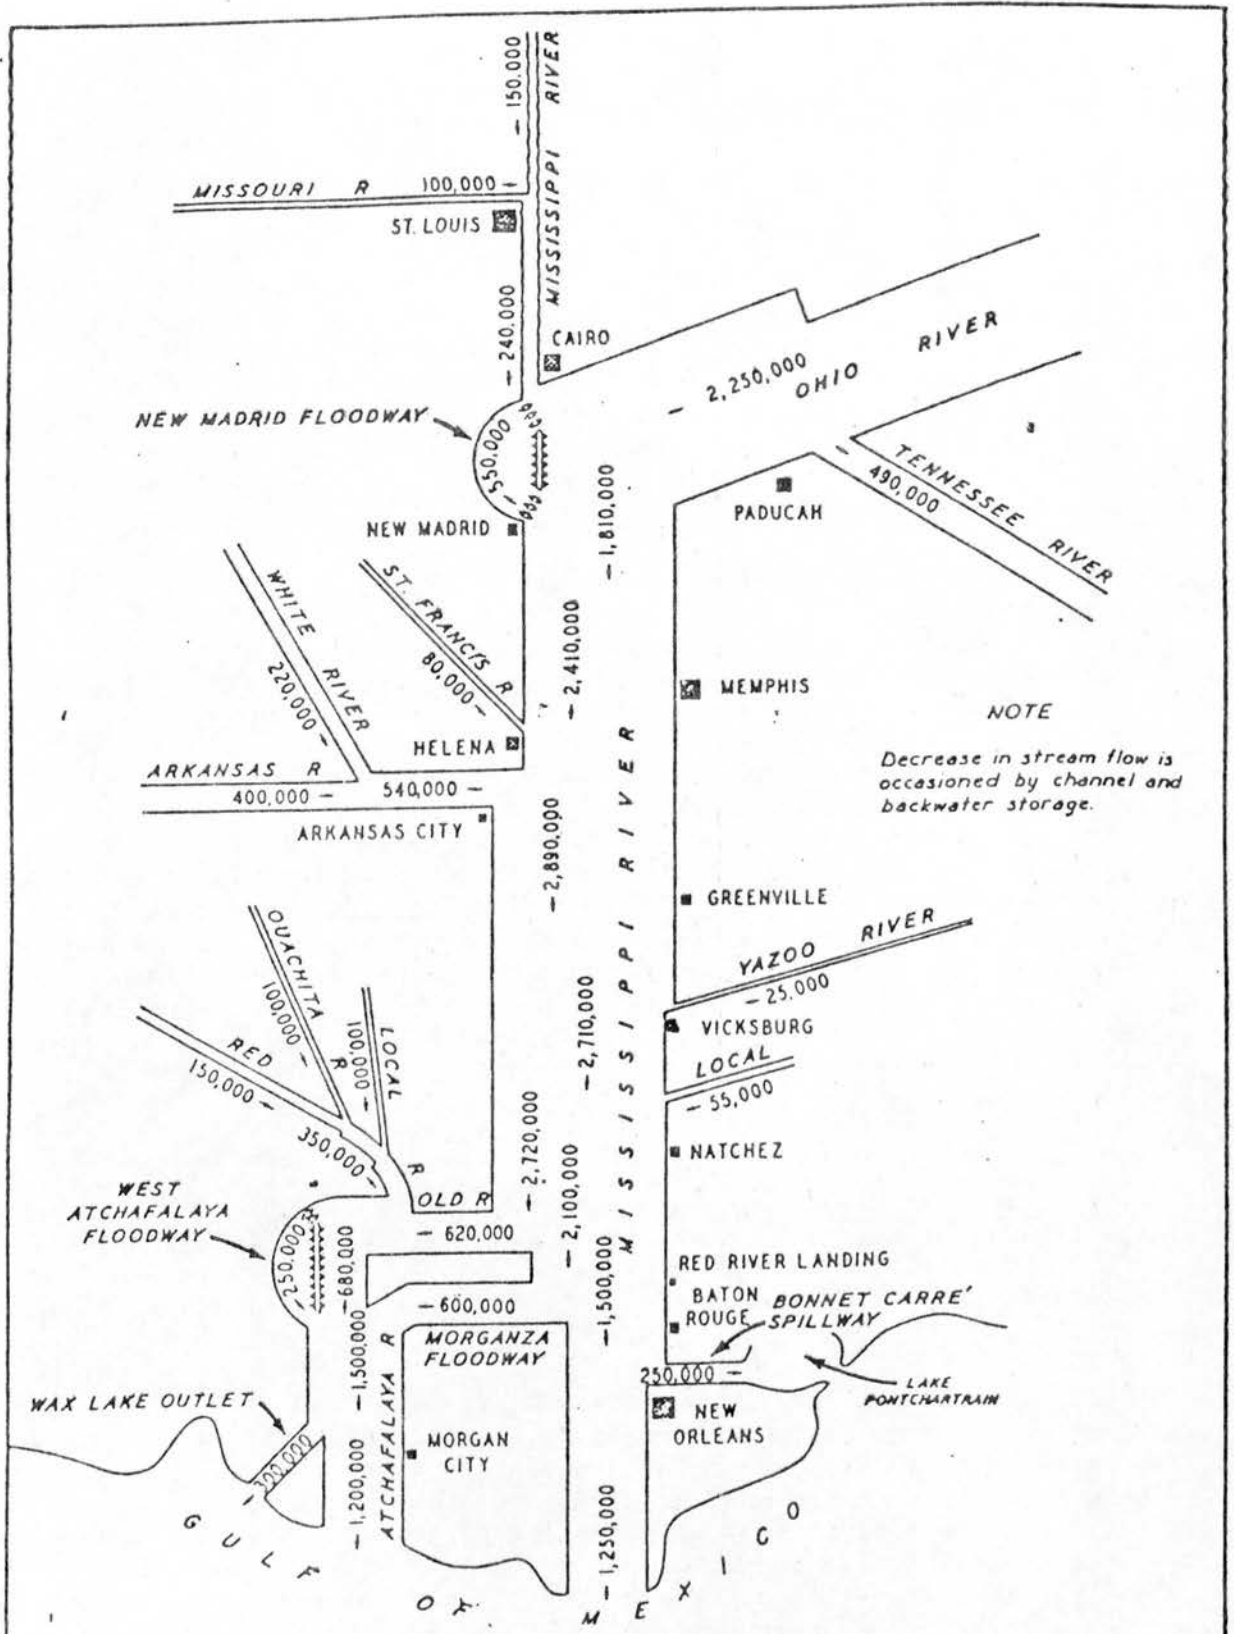 150,000
MISSISSIPPI RIVER
MISSOURI R
100,000
ST. LOUIS
240,000
CAIRO
2,250,000
OHIO RIVER
NEW MADRID FLOODWAY
550,000
TENNESSEE RIVER
490,000
PADUCAH
NEW MADRID
1,810,000
ST. FRANCIS R
80,000
WHITE RIVER
220,000
2,410,000
MEMPHIS
NOTE
Decrease in stream flow is
occasioned by channel and
backwater storage.
HELENA
ARKANSAS R
400,000
540,000
ARKANSAS CITY
2,890,000
MISSISSIPPI RIVER
GREENVILLE
YAZOO RIVER
25,000
OUACHITA R
100,000
LOCAL
100,000
RED R
150,000
350,000
2,710,000
VICKSBURG
LOCAL
55,000
2,720,000
NATCHEZ
WEST
ATCHAFALAYA
FLOODWAY
250,000
OLD R
620,000
2,100,000
680,000
RED RIVER LANDING
BATON
ROUGE
BONNET CARRE'
SPILLWAY
600,000
1,500,000
MORGANZA
FLOODWAY
1,500,000
ATCHAFALAYA R
250,000
LAKE
PONTCHARTRAIN
WAX LAKE OUTLET
300,000
NEW
ORLEANS
MORGAN
CITY
1,200,000
1,250,000
GULF OF MEXICO